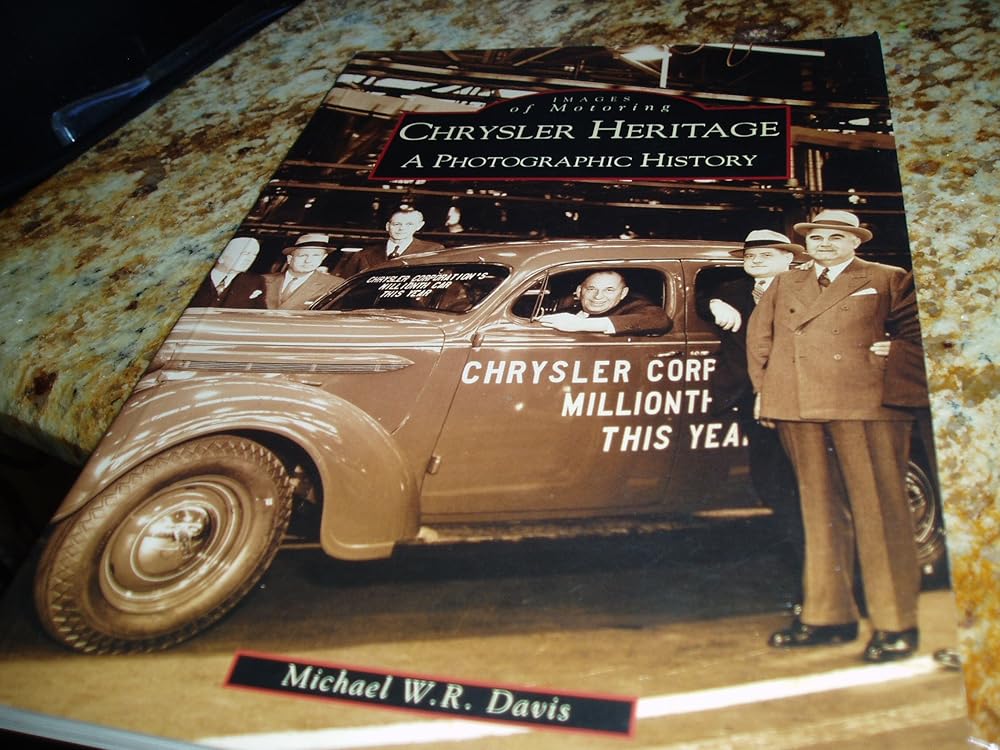 IMAGES
of Motoring
CHRYSLER HERITAGE
A PHOTOGRAPHIC HISTORY
CHRYSLER CORPORATION'S
MILLIONTH CAR
THIS YEAR
CHRYSLER CORP
MILLIONTH
THIS YEA
Michael W.R. Davis